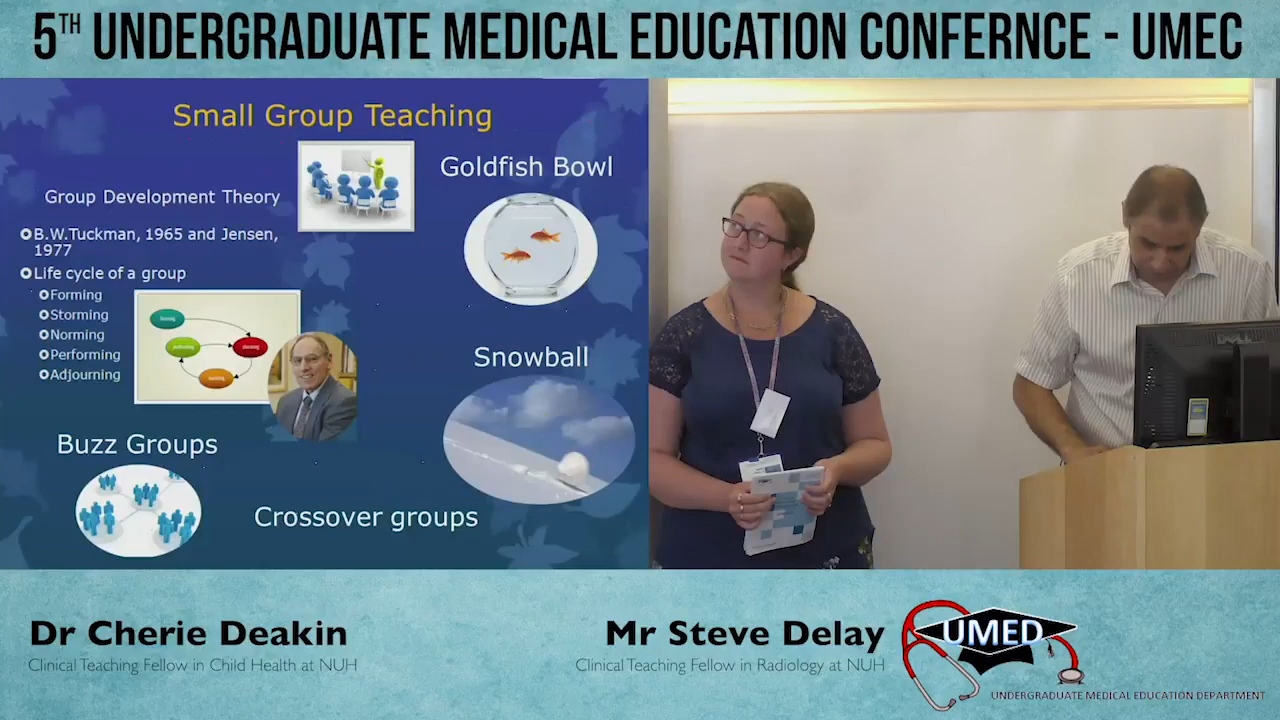 5TH UNDERGRADUATE MEDICAL EDUCATION CONFERNCE - UMEC
Small Group Teaching
Goldfish Bowl
Group Development Theory
B.W.Tuckman, 1965 and Jensen,
1977
Life cycle of a group
Forming
Storming
Norming
Performing
Adjourning
Snowball
Buzz Groups
Crossover groups
DELL
Dr Cherie Deakin
Clinical Teaching Fellow in Child Health at NUH
Mr Steve Delay
Clinical Teaching Fellow in Radiology at NUH
UMED
UNDERGRADUATE MEDICAL EDUCATION DEPARTMENT